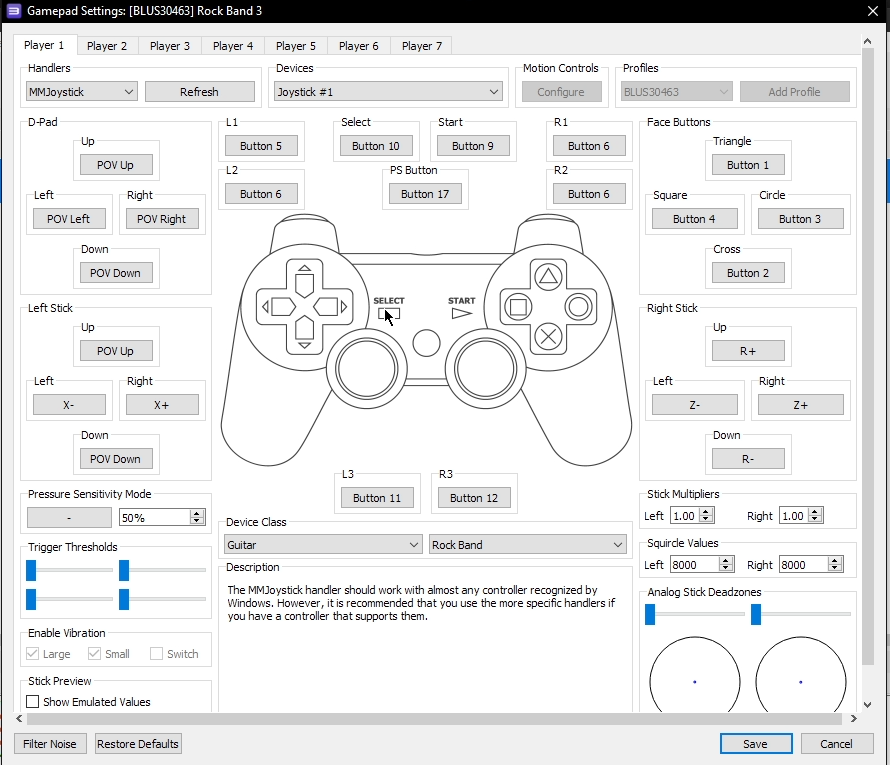 Gamepad Settings: [BLUS30463] Rock Band 3
Player 1 Player 2 Player 3 Player 4 Player 5 Player 6 Player 7
Handlers
MMJoystick Refresh
Devices
Joystick #1
Motion Controls
Configure
Profiles
BLUS30463 Add Profile
D-Pad
Up
POV Up
Left
POV Left
Right
POV Right
Down
POV Down
Left Stick
Up
POV Up
Left
X-
Right
X+
Down
POV Down
Pressure Sensitivity Mode
- 50%
Trigger Thresholds
Enable Vibration
Large Small Switch
Stick Preview
Show Emulated Values
L1
Button 5
Select
Button 10
Start
Button 9
R1
Button 6
L2
Button 6
PS Button
Button 17
R2
Button 6
SELECT
START
L3
Button 11
R3
Button 12
Device Class
Guitar Rock Band
Description
The MMJoystick handler should work with almost any controller recognized by
Windows. However, it is recommended that you use the more specific handlers if
you have a controller that supports them.
Face Buttons
Triangle
Button 1
Square
Button 4
Circle
Button 3
Cross
Button 2
Right Stick
Up
R+
Left
Z-
Right
Z+
Down
R-
Stick Multipliers
Left 1.00 Right 1.00
Squircle Values
Left 8000 Right 8000
Analog Stick Deadzones
Filter Noise Restore Defaults Save Cancel